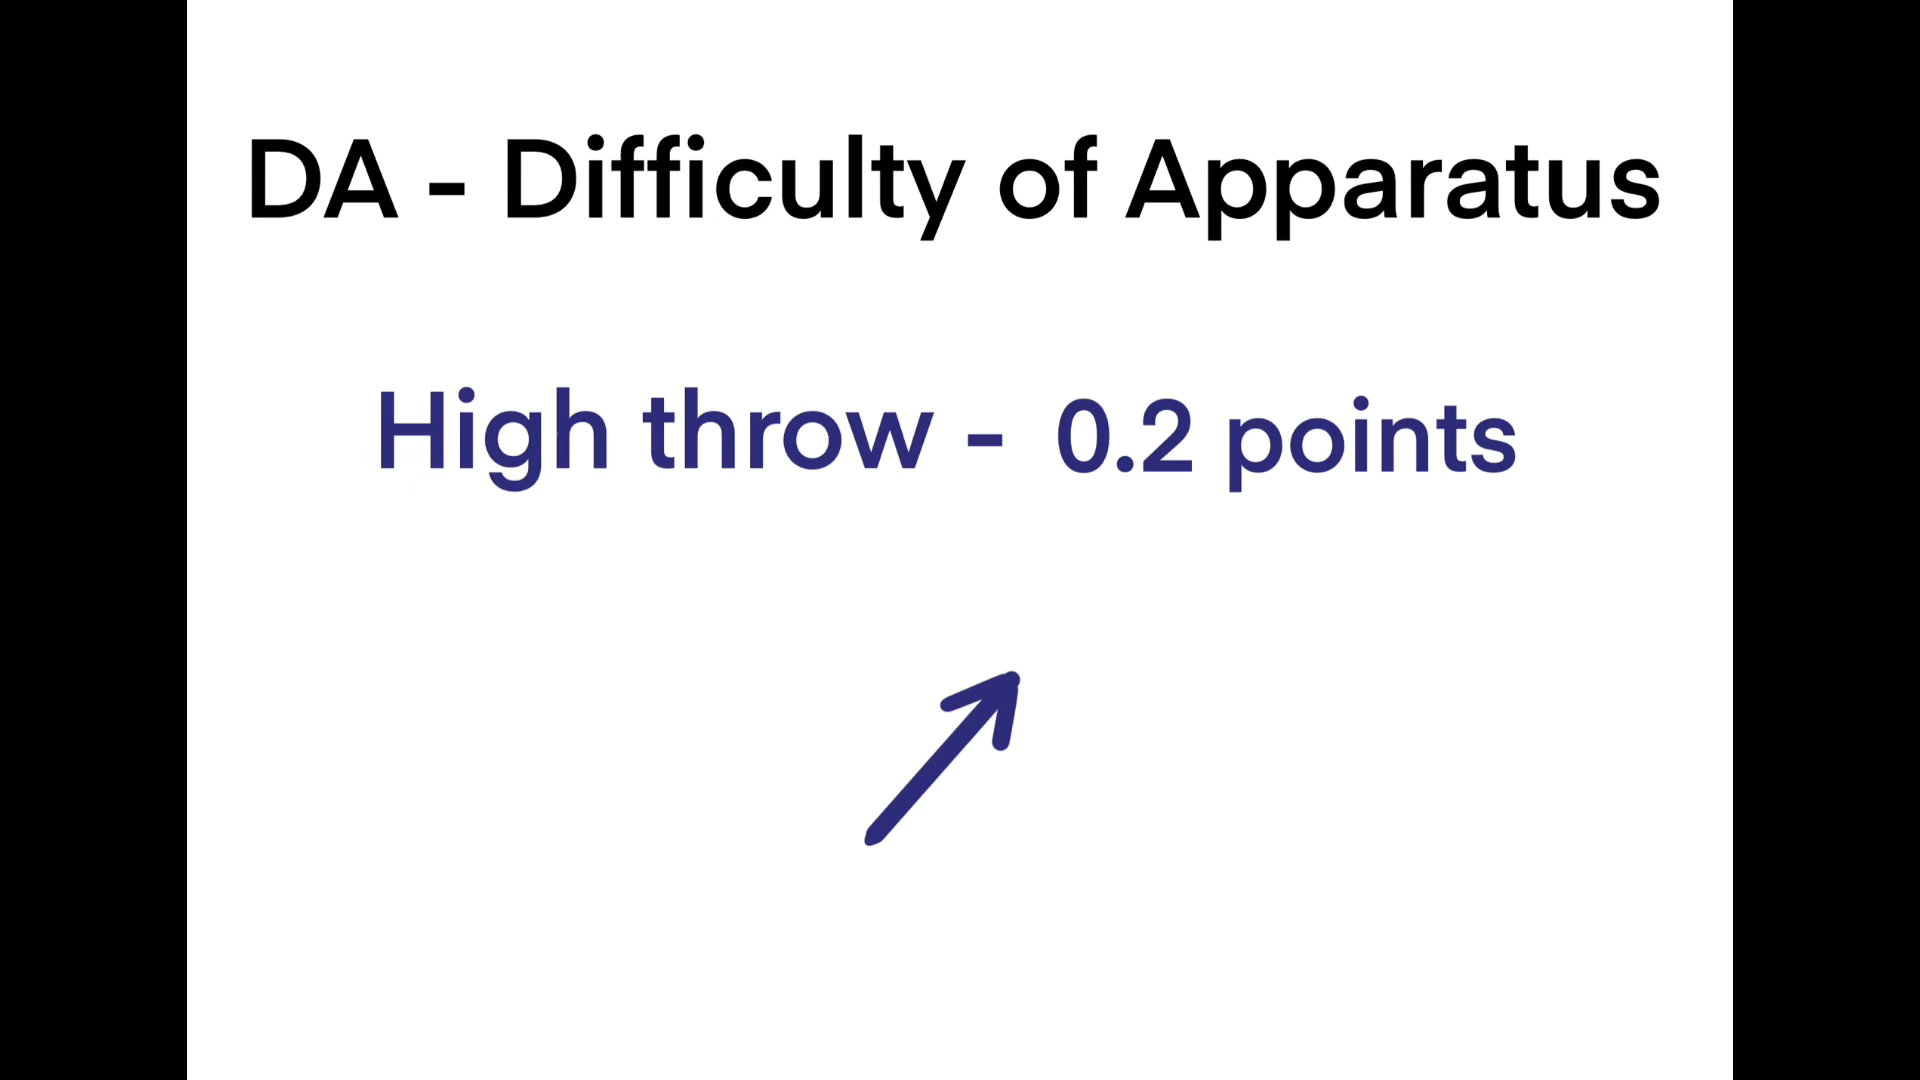 DA - Difficulty of Apparatus
High throw - 0.2 points